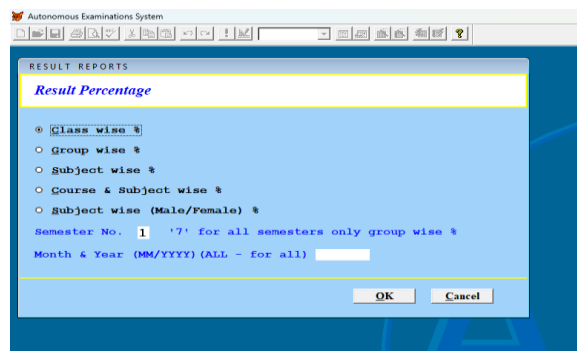 Autonomous Examinations System
RESULT REPORTS
Result Percentage
Class wise %
Group wise %
Subject wise %
Course & Subject wise %
Subject wise (Male/Female) %
Semester No. 1 '7' for all semesters only group wise %
Month & Year (MM/YYYY)(ALL - for all)
OK Cancel